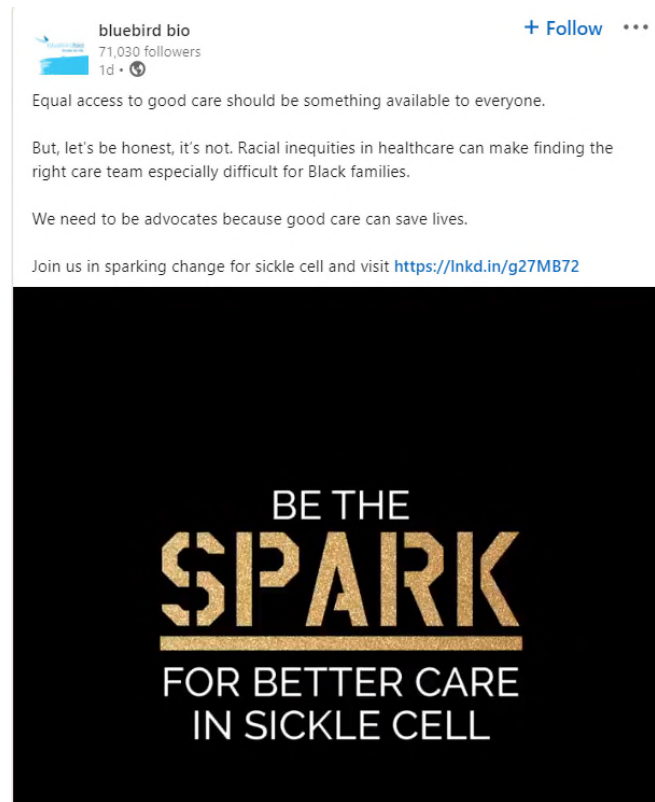 bluebird bio
+ Follow
71,030 followers
1d •
Equal access to good care should be something available to everyone.
But, let's be honest, it's not. Racial inequities in healthcare can make finding the
right care team especially difficult for Black families.
We need to be advocates because good care can save lives.
Join us in sparking change for sickle cell and visit https://lnkd.in/g27MB72
BE THE
SPARK
FOR BETTER CARE
IN SICKLE CELL